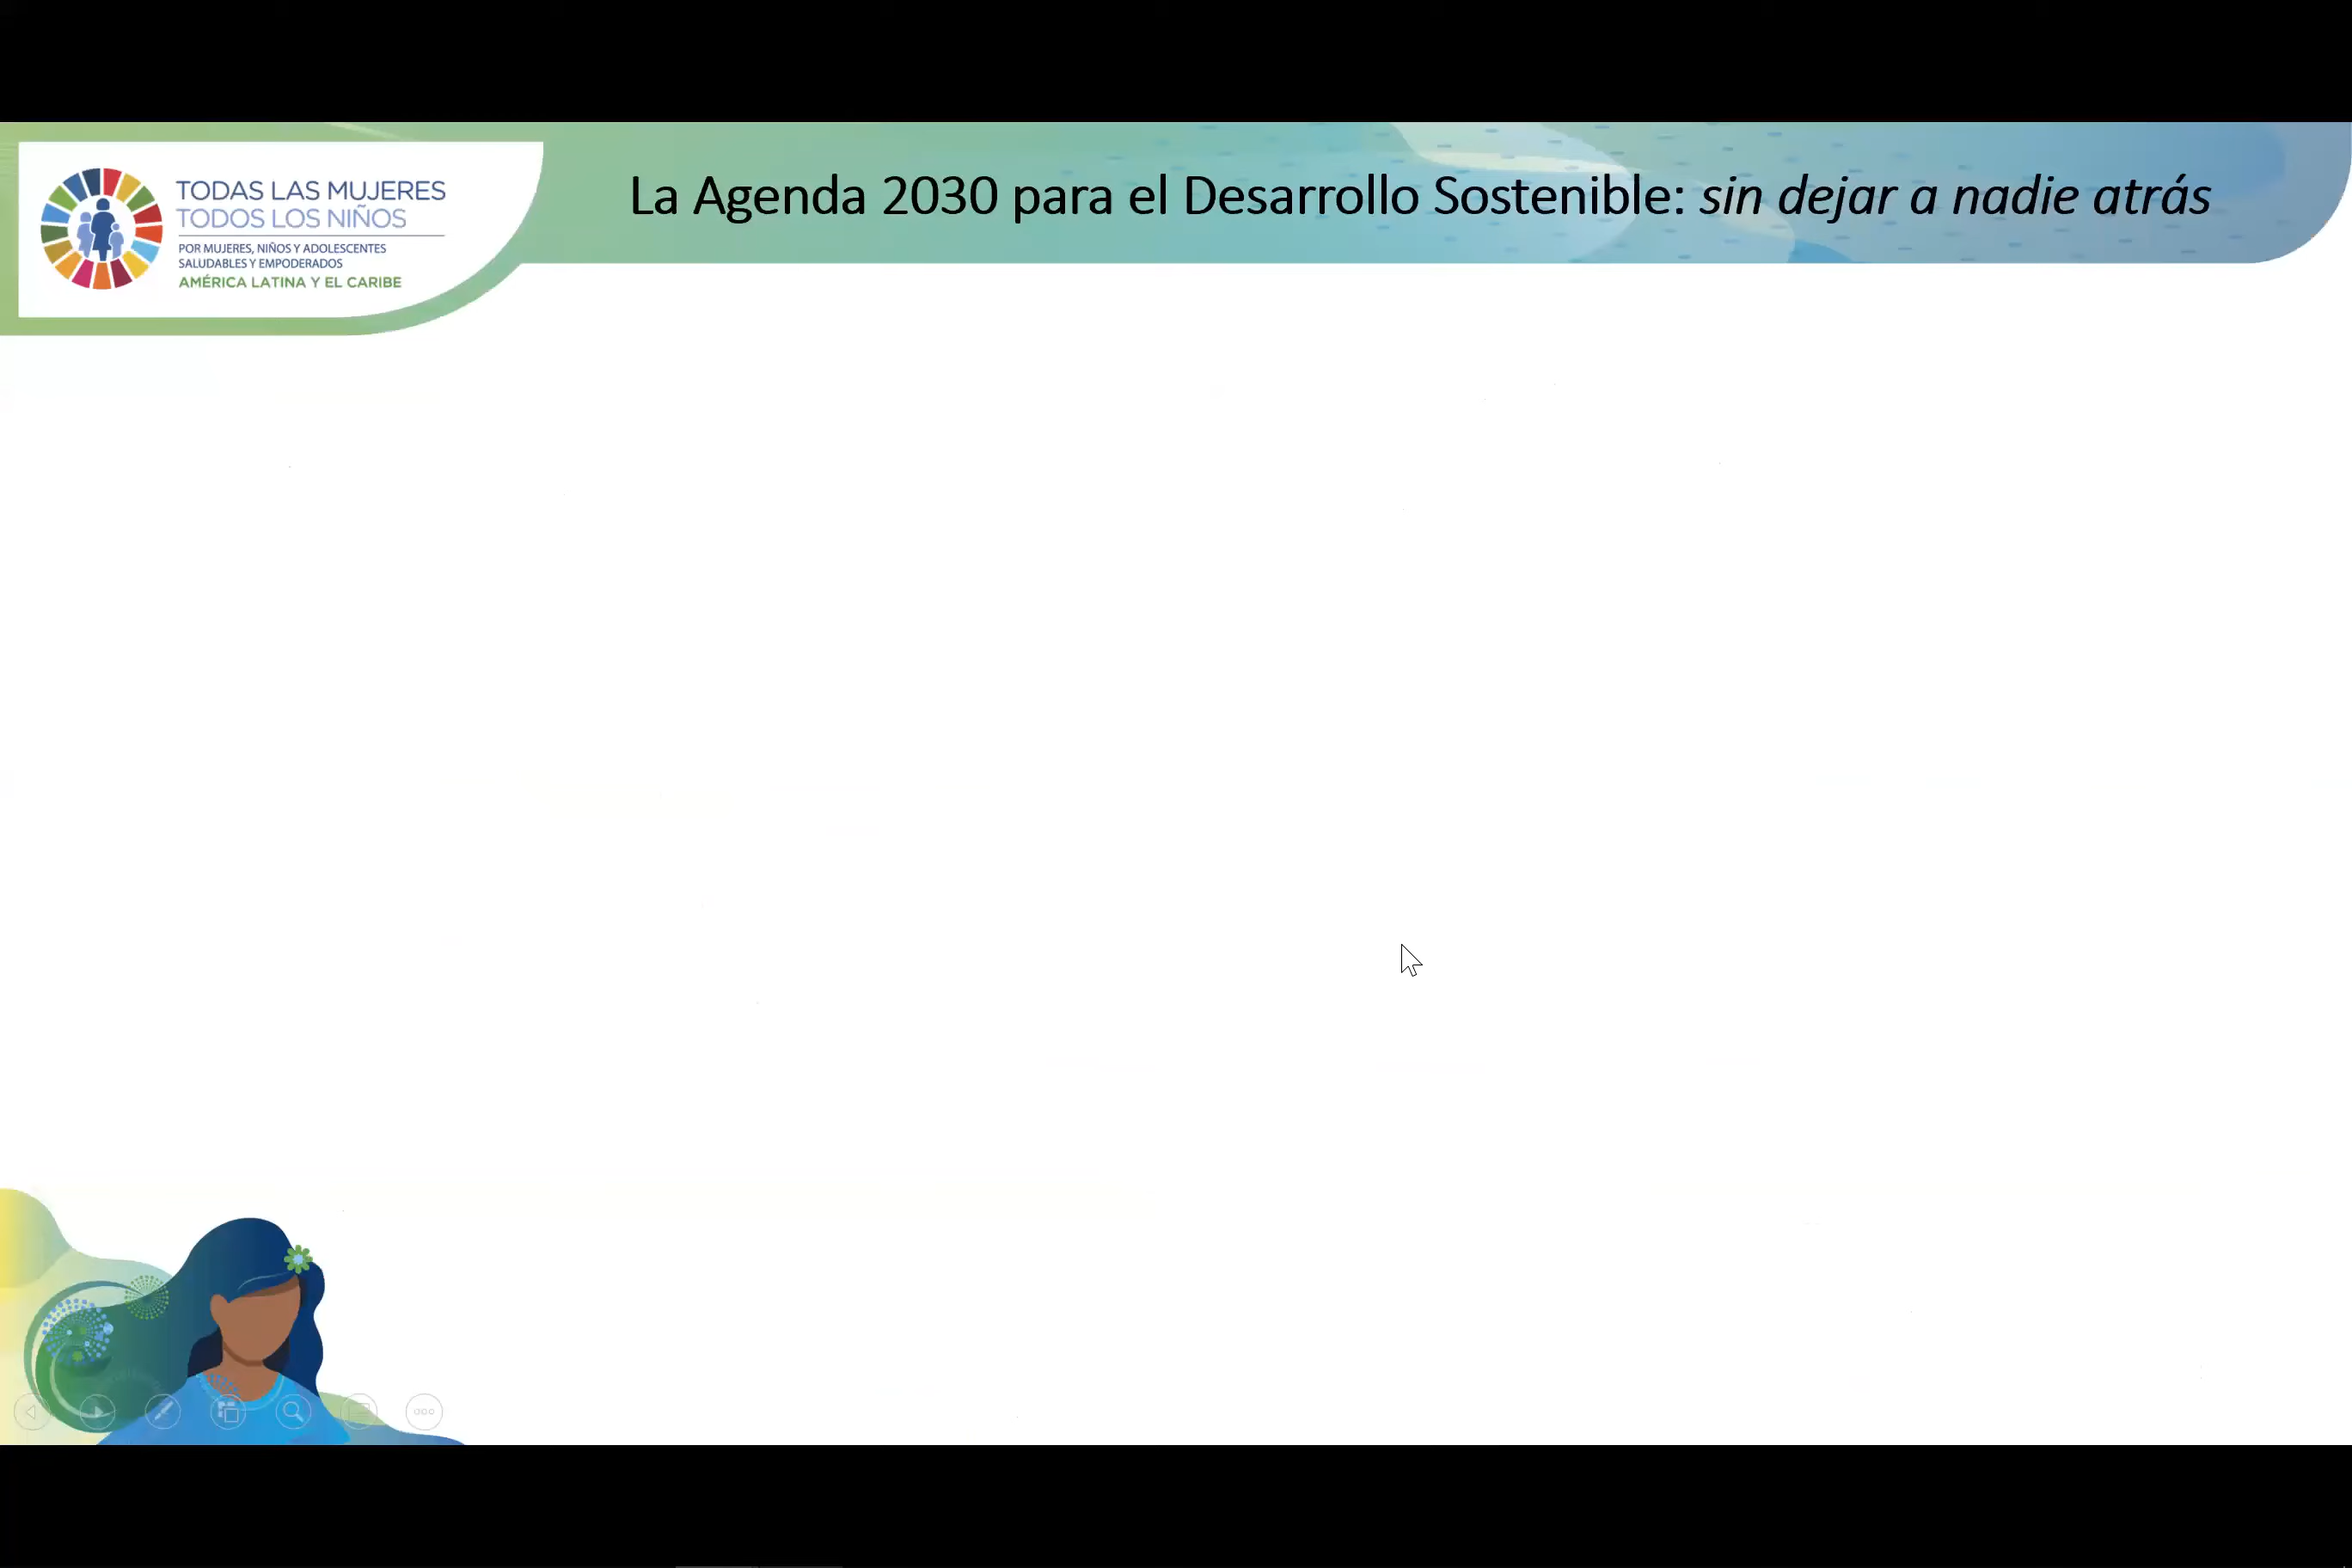 TODAS LAS MUJERES
TODOS LOS NIÑOS
POR MUJERES, NIÑOS Y ADOLESCENTES
SALUDABLES Y EMPODERADOS
AMÉRICA LATINA Y EL CARIBE
La Agenda 2030 para el Desarrollo Sostenible: sin dejar a nadie atrás